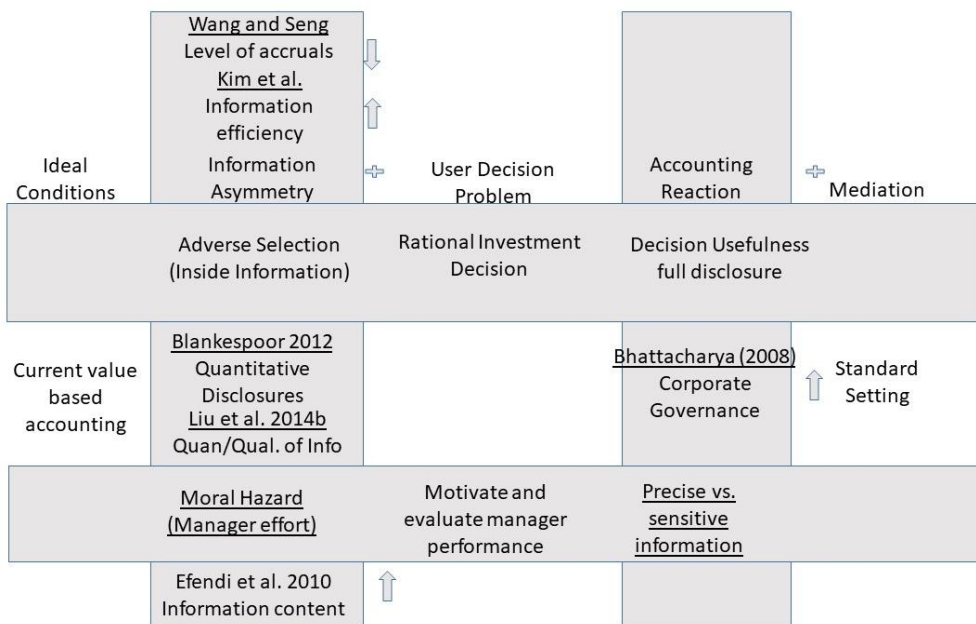 Wang and Seng
Level of accruals
Kim et al.
Information
efficiency
Ideal
Conditions
Information
Asymmetry
User Decision
Problem
Accounting
Reaction
Mediation
Adverse Selection
(Inside Information)
Rational Investment
Decision
Decision Usefulness
full disclosure
Current value
based
accounting
Blankespoor 2012
Quantitative
Disclosures
Liu et al. 2014b
Quan/Qual. of Info
Bhattacharya (2008)
Corporate
Governance
Standard
Setting
Moral Hazard
(Manager effort)
Motivate and
evaluate manager
performance
Precise vs.
sensitive
information
Efendi et al. 2010
Information content